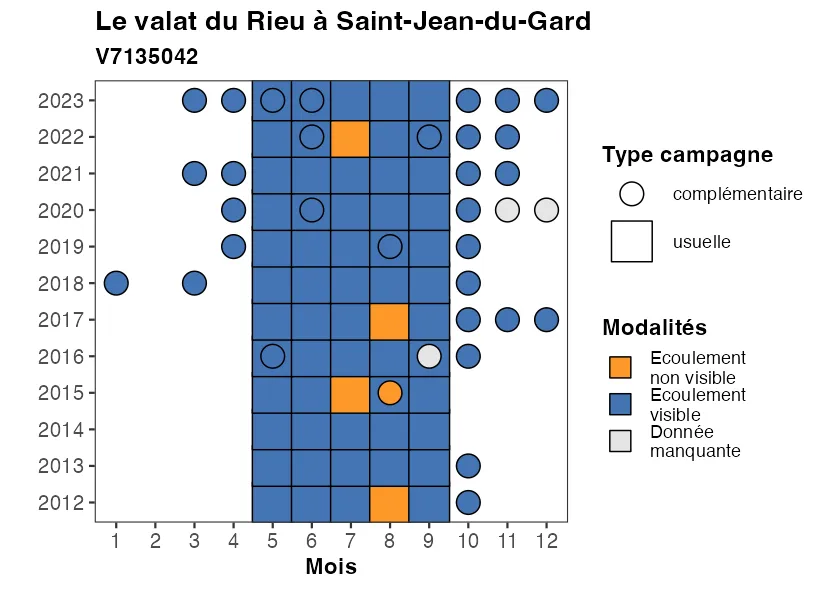 Le valat du Rieu à Saint-Jean-du-Gard
V7135042
2023
2022
2021
2020
2019
2018
2017
2016
2015
2014
2013
2012
1 2 3 4 5 6 7 8 9 10 11 12
Mois
Type campagne
complémentaire
usuelle
Modalités
Ecoulement
non visible
Ecoulement
visible
Donnée
manquante